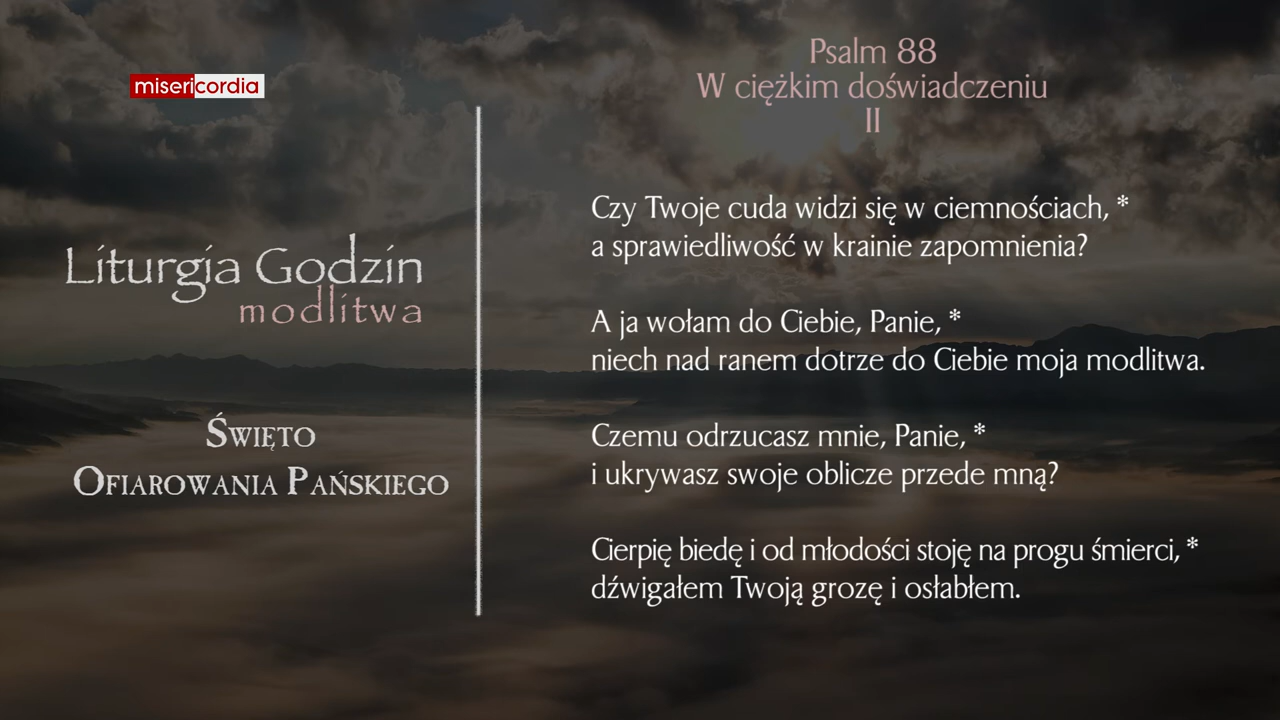 misericordia
Liturgia Godzin
modlitwa
Święto
Ofiarowania Pańskiego
Psalm 88
W ciężkim doświadczeniu
II
Czy Twoje cuda widzi się w ciemnościach, *
a sprawiedliwość w krainie zapomnienia?
A ja wołam do Ciebie, Panie, *
niech nad ranem dotrze do Ciebie moja modlitwa.
Czemu odrzucasz mnie, Panie, *
i ukrywasz swoje oblicze przede mną?
Cierpię biedę i od młodości stoję na progu śmierci, *
dźwigałem Twoją grozę i osłabłem.